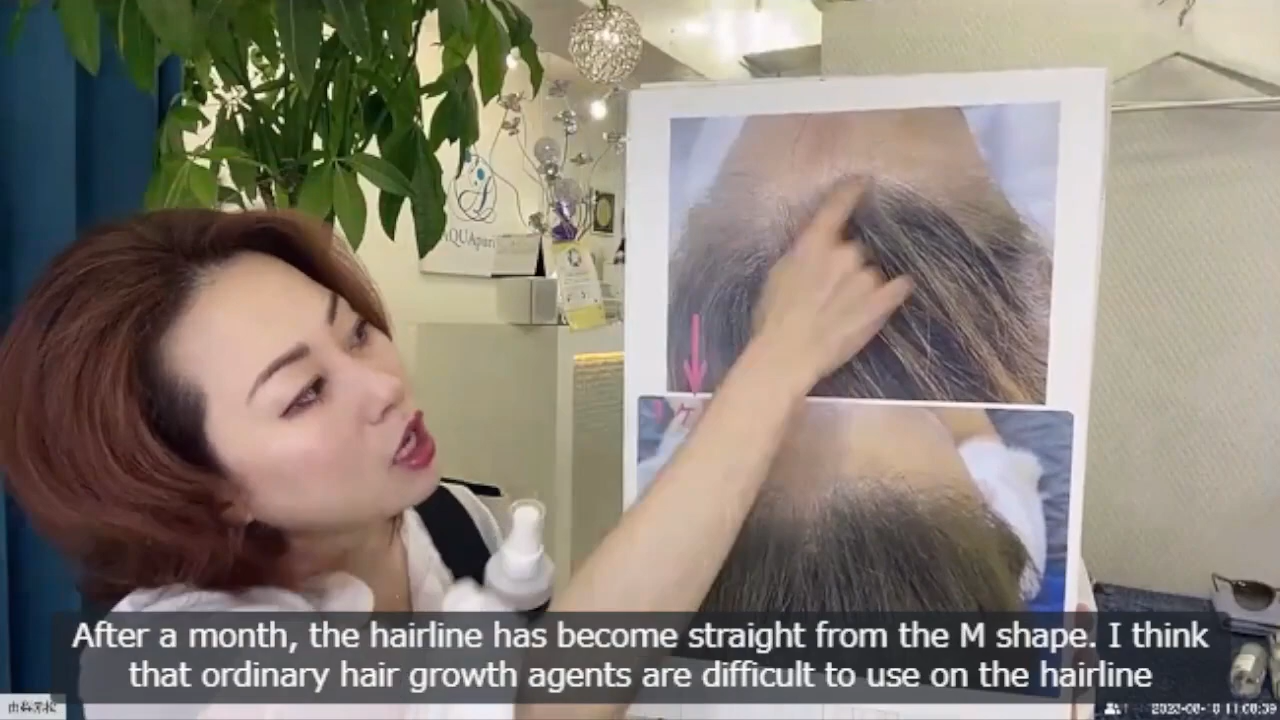 AQUApuri
After a month, the hairline has become straight from the M shape. I think
that ordinary hair growth agents are difficult to use on the hairline